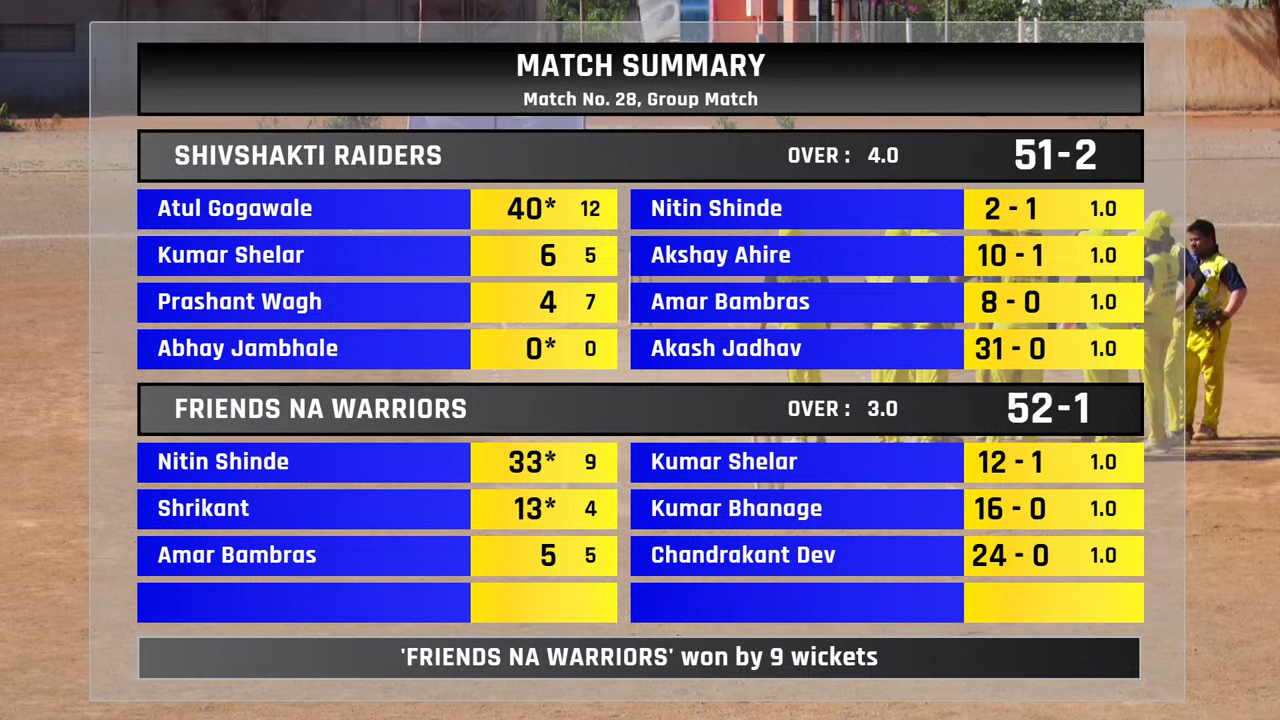 MATCH SUMMARY
Match No. 28, Group Match
SHIVSHAKTI RAIDERS OVER : 4.0 51-2
Atul Gogawale 40* 12 Nitin Shinde 2 - 1 1.0
Kumar Shelar 6 5 Akshay Ahire 10 - 1 1.0
Prashant Wagh 4 7 Amar Bambras 8 - 0 1.0
Abhay Jambhale 0* 0 Akash Jadhav 31 - 0 1.0
FRIENDS NA WARRIORS OVER : 3.0 52-1
Nitin Shinde 33* 9 Kumar Shelar 12 - 1 1.0
Shrikant 13* 4 Kumar Bhanage 16 - 0 1.0
Amar Bambras 5 5 Chandrakant Dev 24 - 0 1.0
'FRIENDS NA WARRIORS' won by 9 wickets